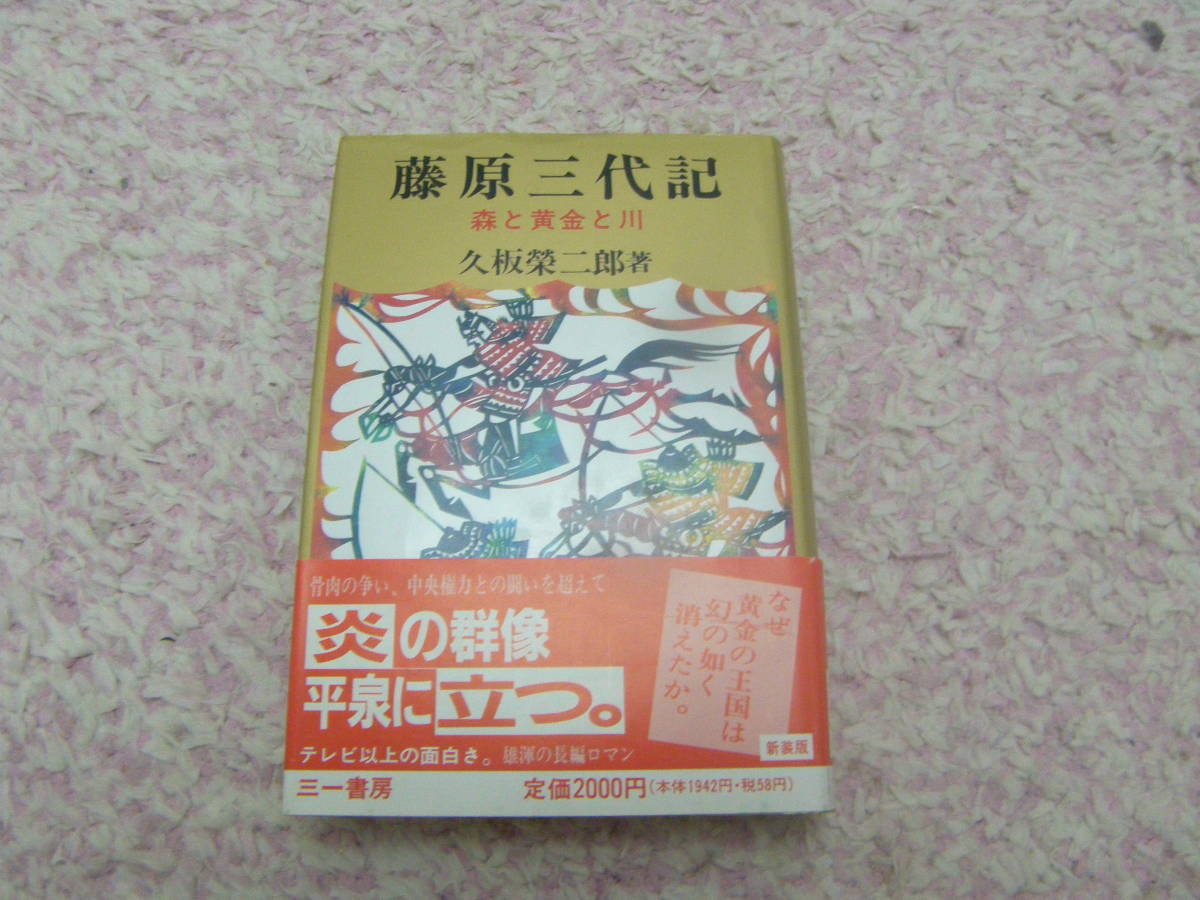 藤原三代記
森と黄金と川
久板榮二郎著
骨肉の争い、中央権力との闘いを超えて
炎の群像
平泉に立つ。
テレビ以上の面白さ。雄渾の長編ロマン
なぜ
黄金の王国は
幻の如く
消えたか。
新装版
三一書房
定価2000円(本体1942円・税58円)